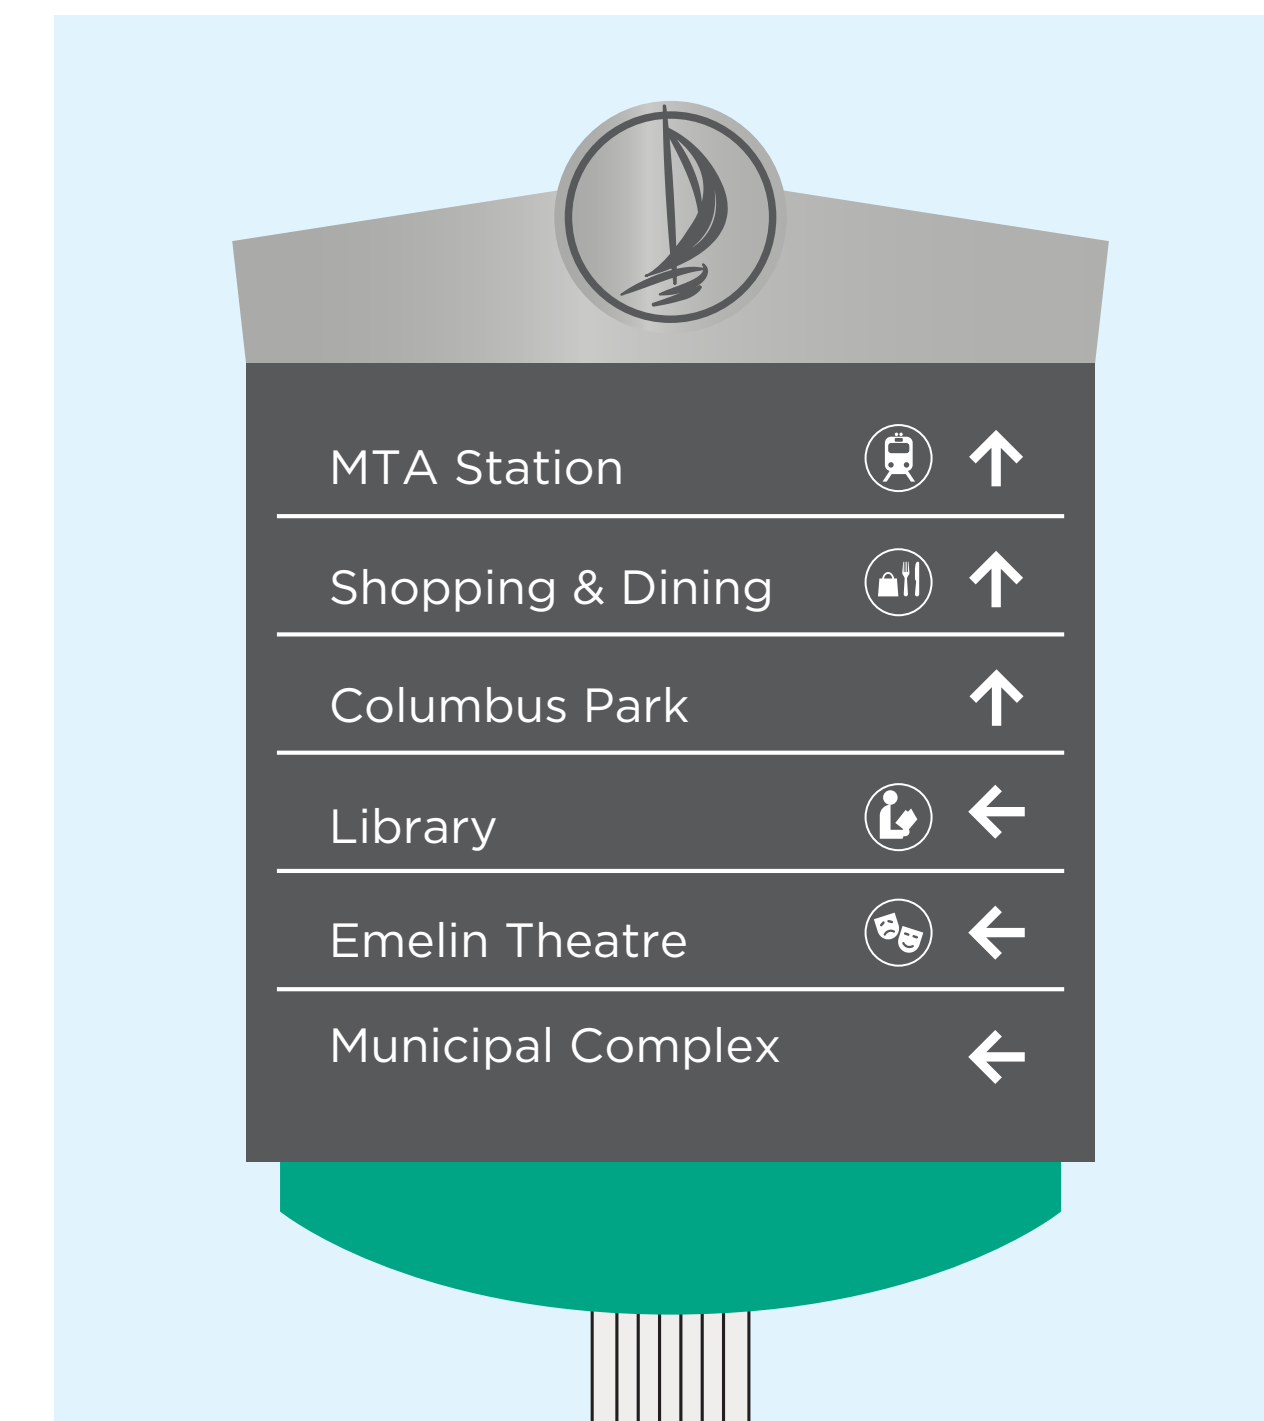 MTA Station
Shopping & Dining
Columbus Park
Library
Emelin Theatre
Municipal Complex